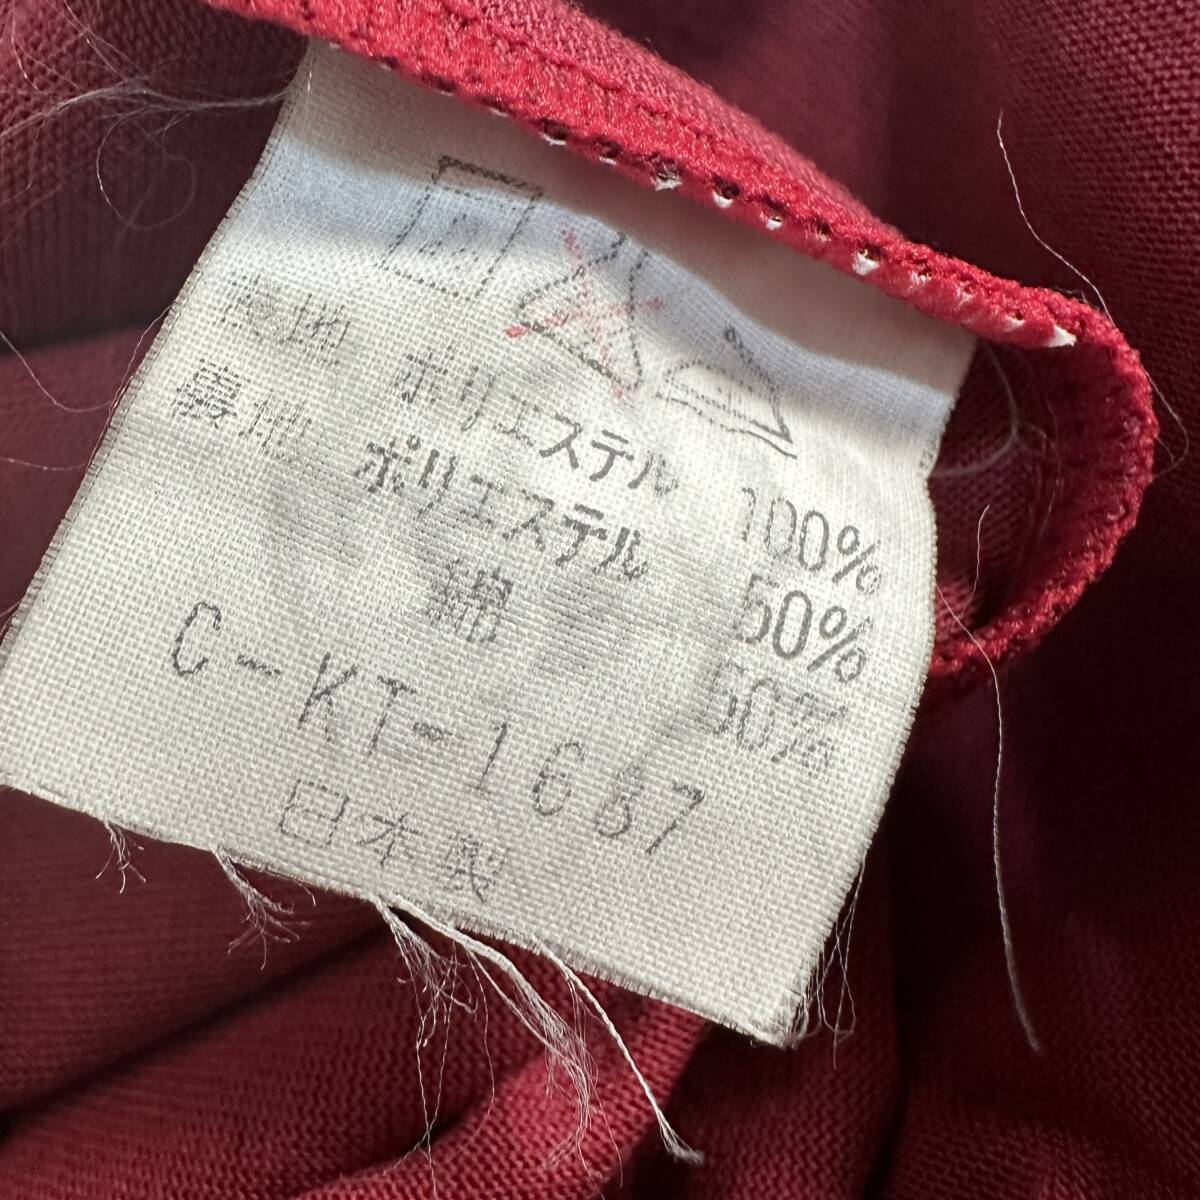 表地 ポリエステル 100%
裏地 ポリエステル 50%
綿 50%
C-KT-1687
日本製